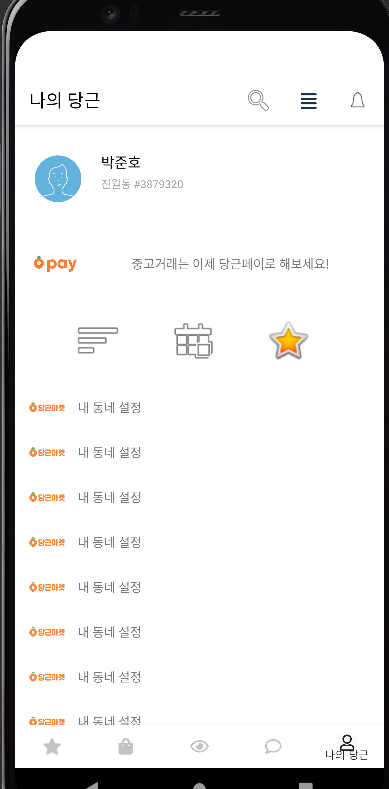 나의 당근
박준호
진월동 #3879320
pay
중고거래는 이제 당근페이로 해보세요!
당근마켓 내 동네 설정
당근마켓 내 동네 설정
당근마켓 내 동네 설정
당근마켓 내 동네 설정
당근마켓 내 동네 설정
당근마켓 내 동네 설정
당근마켓 내 동네 설정
당근마켓 내 동네 설정
나의 당근